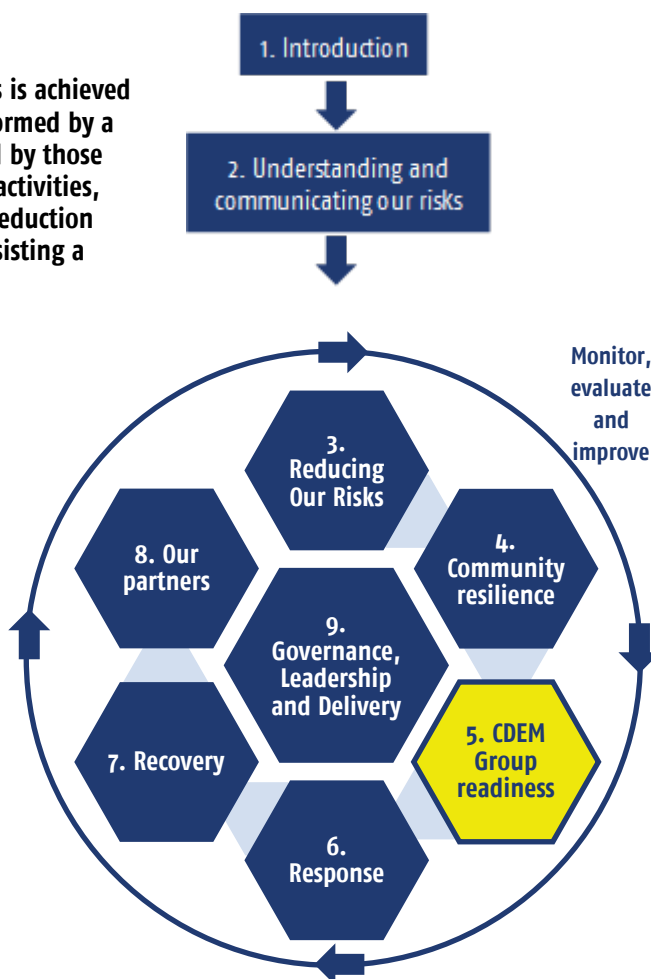 1. Introduction
s is achieved
ormed by a
by those
activities,
eduction
sisting a
2. Understanding and
communicating our risks
Monitor,
evaluate
and
improve
3.
Reducing
Our Risks
4.
Community
resilience
8. Our
partners
9.
Governance,
Leadership
and Delivery
5. CDEM
Group
readiness
7. Recovery
6.
Response